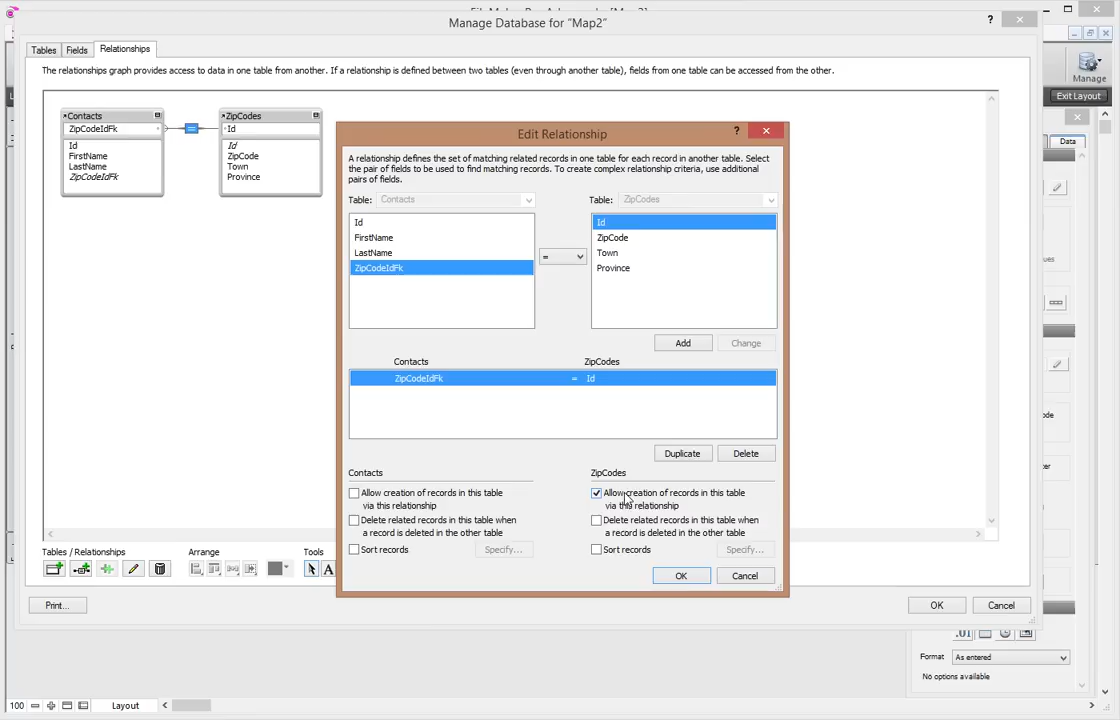 Manage Database for "Map2"
?
Tables
Fields
Relationships
The relationships graph provides access to data in one table from another. If a relationship is defined between two tables (even through another table), fields from one table can be accessed from the other.
Contacts
ZipCodeIdFk
Id
FirstName
LastName
ZipCodeIdFk
=
ZipCodes
Id
Id
ZipCode
Town
Province
Edit Relationship
?
A relationship defines the set of matching related records in one table for each record in another table. Select
the pair of fields to be used to find matching records. To create complex relationship criteria, use additional
pairs of fields.
Table: Contacts
Table: ZipCodes
Id
FirstName
LastName
ZipCodeIdFk
=
Id
ZipCode
Town
Province
Add
Change
Contacts
ZipCodes
ZipCodeIdFk = Id
Duplicate
Delete
Contacts
Allow creation of records in this table
via this relationship
Delete related records in this table when
a record is deleted in the other table
Sort records
Specify...
ZipCodes
Allow creation of records in this table
via this relationship
Delete related records in this table when
a record is deleted in the other table
Sort records
Specify...
OK
Cancel
Tables / Relationships
Arrange
Tools
A
Print...
OK
Cancel
Manage
Exit Layout
Data
.01
Format
As entered
No options available
100
Layout